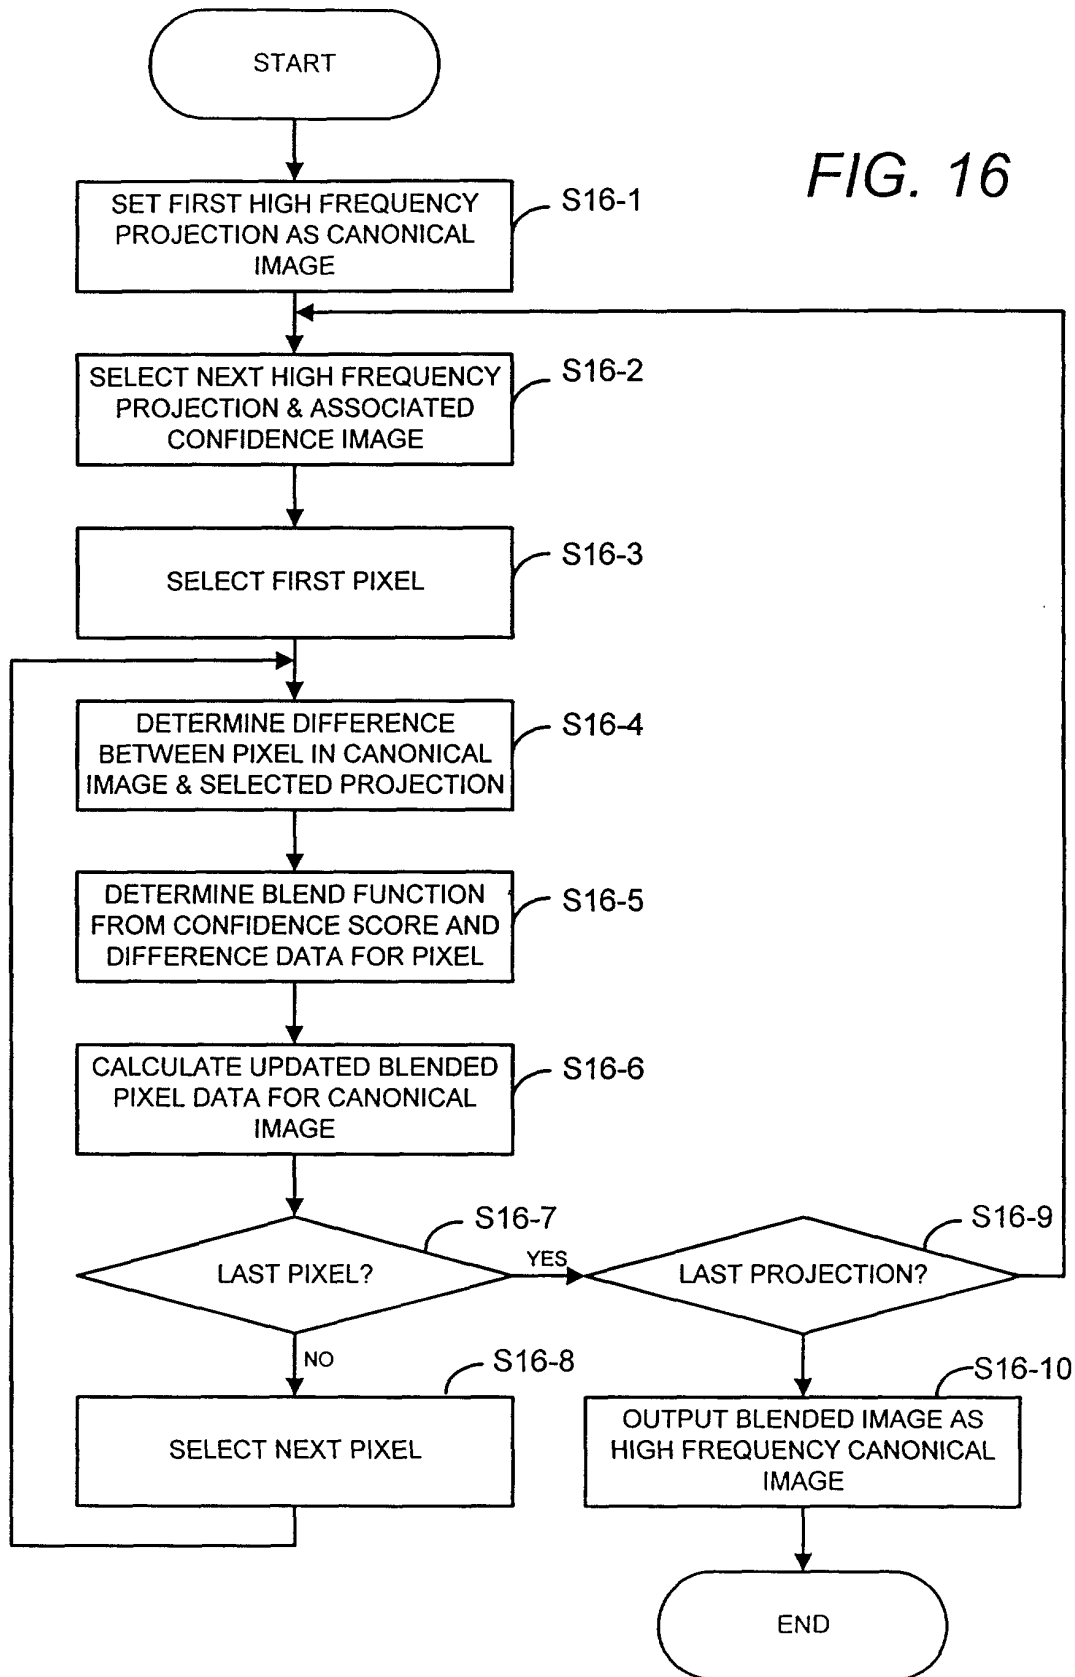 START
FIG. 16
SET FIRST HIGH FREQUENCY
PROJECTION AS CANONICAL
IMAGE
S16-1
SELECT NEXT HIGH FREQUENCY
PROJECTION & ASSOCIATED
CONFIDENCE IMAGE
S16-2
SELECT FIRST PIXEL
S16-3
DETERMINE DIFFERENCE
BETWEEN PIXEL IN CANONICAL
IMAGE & SELECTED PROJECTION
S16-4
DETERMINE BLEND FUNCTION
FROM CONFIDENCE SCORE AND
DIFFERENCE DATA FOR PIXEL
S16-5
CALCULATE UPDATED BLENDED
PIXEL DATA FOR CANONICAL
IMAGE
S16-6
LAST PIXEL?
S16-7
YES
LAST PROJECTION?
S16-9
NO
SELECT NEXT PIXEL
S16-8
OUTPUT BLENDED IMAGE AS
HIGH FREQUENCY CANONICAL
IMAGE
S16-10
END